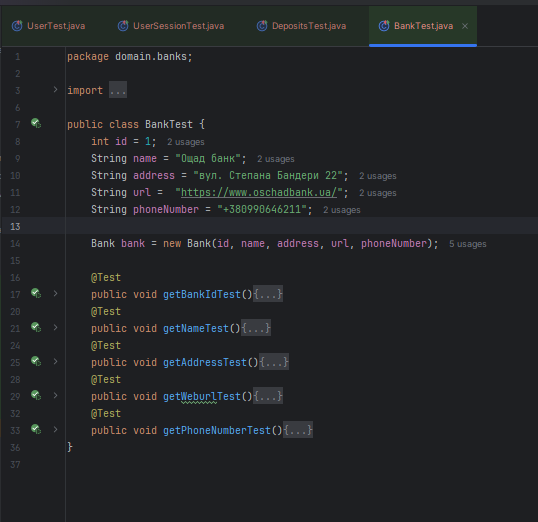 UserTest.java UserSessionTest.java DepositsTest.java BankTest.java ×
1 package domain.banks;
2
3 import ...
6
7 public class BankTest {
8 int id = 1; 2 usages
9 String name = "Ощад банк"; 2 usages
10 String address = "вул. Степана Бандери 22"; 2 usages
11 String url =  "https://www.oschadbank.ua/"; 2 usages
12 String phoneNumber = "+380990646211"; 2 usages
13
14 Bank bank = new Bank(id, name, address, url, phoneNumber); 5 usages
15
16 @Test
17 public void getBankIdTest(){...}
20 @Test
21 public void getNameTest(){...}
24 @Test
25 public void getAddressTest(){...}
28 @Test
29 public void getWeburlTest(){...}
32 @Test
33 public void getPhoneNumberTest(){...}
36 }
37